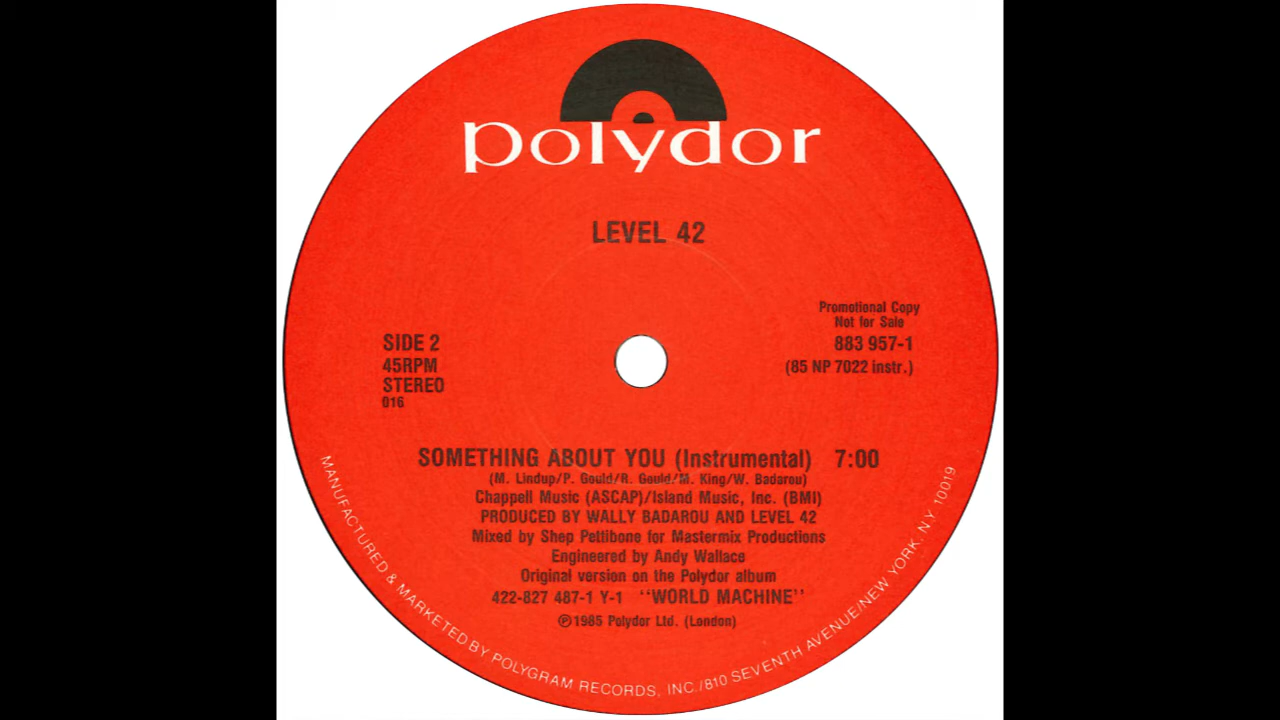 polydor
LEVEL 42
Promotional Copy
Not for Sale
SIDE 2
883 957-1
45RPM
(85 NP 7022 instr.)
STEREO
016
SOMETHING ABOUT YOU (Instrumental) 7:00
(M. Lindup/P. Gould/R. Gould/M. King/W. Badarou)
Chappell Music (ASCAP)/Island Music, Inc. (BMI)
PRODUCED BY WALLY BADAROU AND LEVEL 42
Mixed by Shep Pettibone for Mastermix Productions
Engineered by Andy Wallace
Original version on the Polydor album
422-827 487-1 Y-1 "WORLD MACHINE"
℗1985 Polydor Ltd. (London)
MANUFACTURED & MARKETED BY POLYGRAM RECORDS, INC./810 SEVENTH AVENUE/NEW YORK, N.Y. 10019